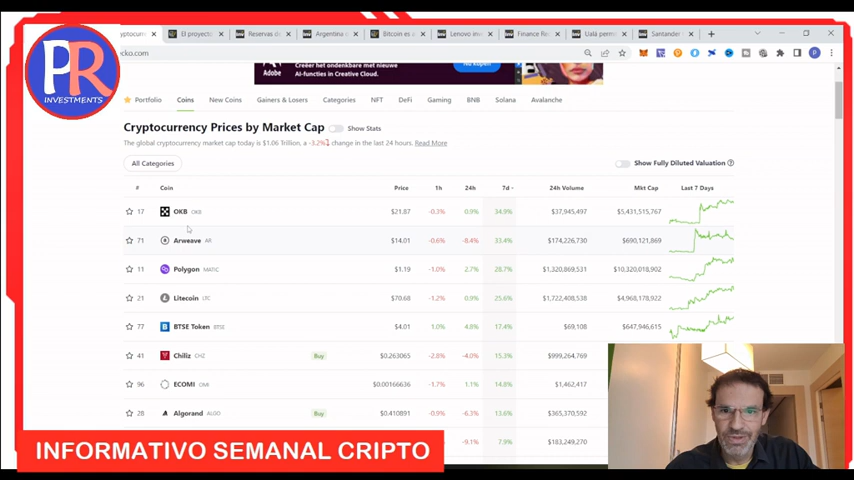 PR
INVESTMENTS
El proyecto
Reservas de
Argentina
Bitcoin es a
Lenovo inv
Finance Re
Ualá perm
Santander
cko.com
Adobe
Creëer het ondenkbare met nieuwe
AI-functies in Creative Cloud.
Portfolio Coins New Coins Gainers & Losers Categories NFT DeFi Gaming BNB Solana Avalanche
Cryptocurrency Prices by Market Cap Show Stats
The global cryptocurrency market cap today is $1.06 Trillion, a -3.2% change in the last 24 hours. Read More
All Categories Show Fully Diluted Valuation
# Coin Price 1h 24h 7d 24h Volume Mkt Cap Last 7 Days
17 OKB OKB $21.87 -0.3% 0.9% 34.9% $37,945,497 $5,431,515,767
71 Arweave AR $14.01 -0.6% -8.4% 33.4% $174,226,730 $690,121,869
11 Polygon MATIC $1.19 -1.0% 2.7% 28.7% $1,320,869,531 $10,320,018,902
21 Litecoin LTC $70.68 -1.2% 0.9% 25.6% $1,722,408,538 $4,968,178,922
77 BTSE Token BTSE $4.01 1.0% 4.8% 17.4% $69,108 $647,946,615
41 Chiliz CHZ Buy $0.263065 -2.8% -4.0% 15.3% $999,264,769
96 ECOMI OMI $0.00166636 -1.7% 1.1% 14.8% $1,462,417
28 Algorand ALGO Buy $0.410891 -0.9% -6.3% 13.6% $365,370,592
-9.1% 7.9% $183,249,270
INFORMATIVO SEMANAL CRIPTO